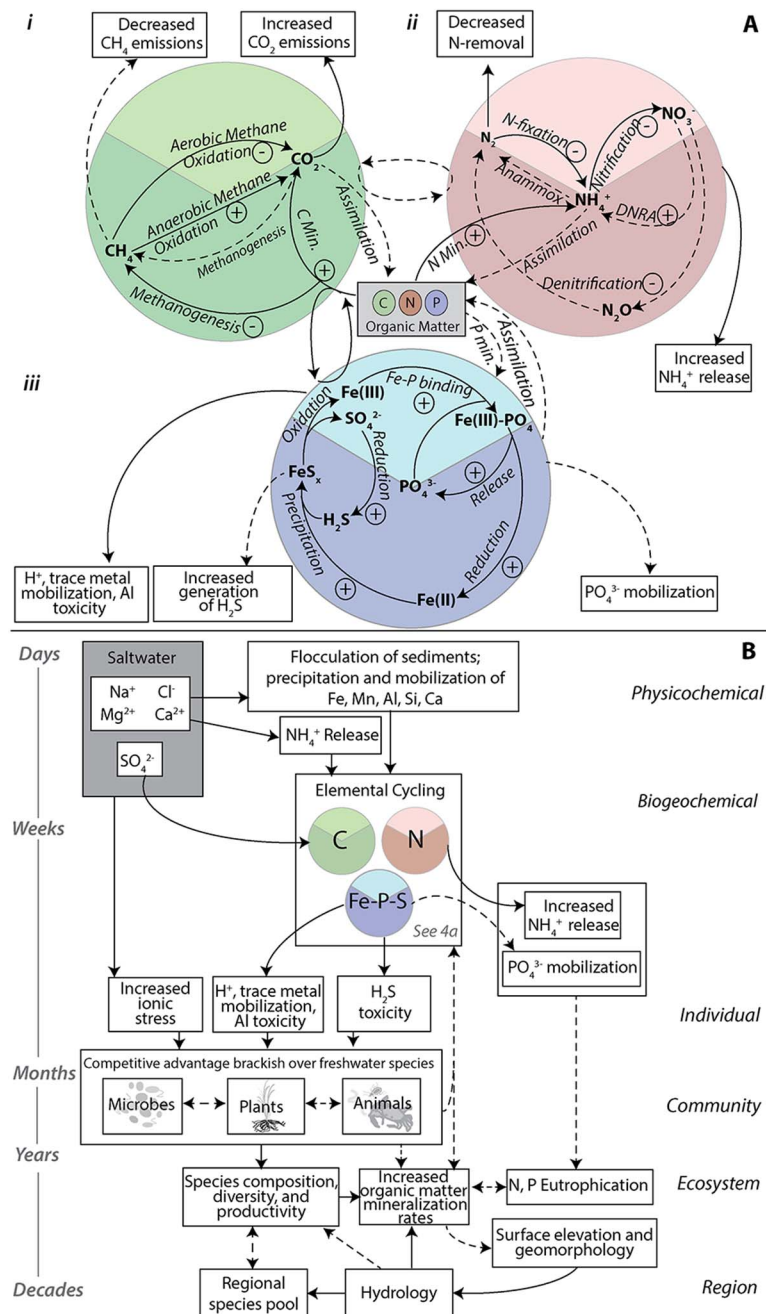 i
Decreased
CH₄ emissions
Increased
CO₂ emissions
ii
Decreased
N-removal
A
Aerobic Methane
Oxidation -
CO₂
Anaerobic Methane
Oxidation +
CH₄
Methanogenesis
C Min.
+
Methanogenesis -
Assimilation
N₂
N-fixation -
Nitrification -
NO₃⁻
Anammox
NH₄⁺
DNRA +
N Min. +
Assimilation
Denitrification -
N₂O
C N P
Organic Matter
Increased
NH₄⁺ release
iii
P min.
Assimilation
Oxidation
Fe(III)
Fe-P binding
+
SO₄²⁻
Fe(III)-PO₄
Reduction
+
FeSₓ
PO₄³⁻
+
Release
H₂S
Precipitation
+
Reduction
+
Fe(II)
H⁺, trace metal
mobilization, Al
toxicity
Increased
generation
of H₂S
PO₄³⁻ mobilization
Days
Saltwater
Na⁺ Cl⁻
Mg²⁺ Ca²⁺
SO₄²⁻
Flocculation of sediments;
precipitation and mobilization of
Fe, Mn, Al, Si, Ca
B
Physicochemical
NH₄⁺ Release
Elemental Cycling
Biogeochemical
Weeks
C
N
Fe-P-S
See 4a
Increased
NH₄⁺ release
PO₄³⁻ mobilization
Increased
ionic
stress
H⁺, trace metal
mobilization,
Al toxicity
H₂S
toxicity
Individual
Months
Competitive advantage brackish over freshwater species
Microbes
Plants
Animals
Community
Years
Species composition,
diversity, and
productivity
Increased
organic matter
mineralization
rates
N, P Eutrophication
Ecosystem
Surface elevation and
geomorphology
Decades
Regional
species pool
Hydrology
Region